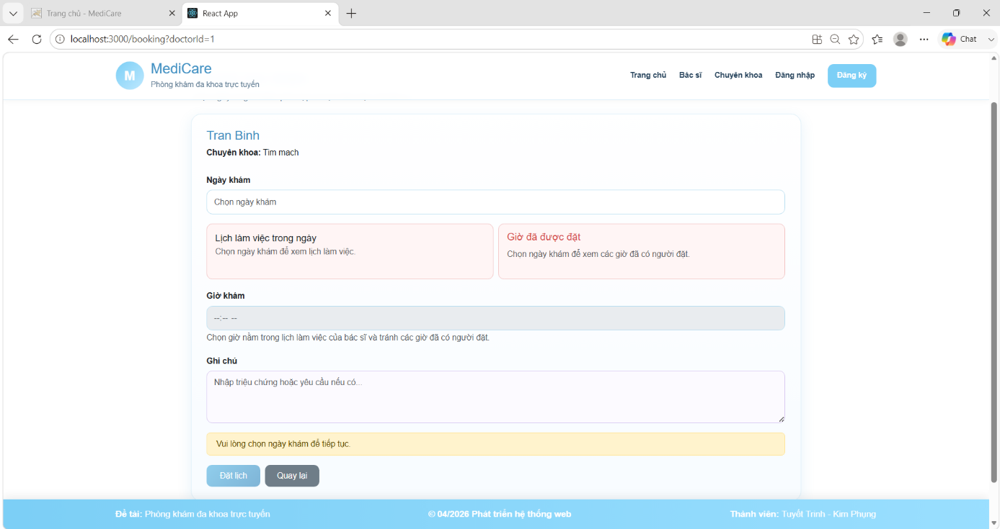 Trang chủ - MediCare
React App
localhost:3000/booking?doctorId=1
Chat
M
MediCare
Phòng khám đa khoa trực tuyến
Trang chủ
Bác sĩ
Chuyên khoa
Đăng nhập
Đăng ký
Tran Binh
Chuyên khoa: Tim mach
Ngày khám
Chọn ngày khám
Lịch làm việc trong ngày
Chọn ngày khám để xem lịch làm việc.
Giờ đã được đặt
Chọn ngày khám để xem các giờ đã có người đặt.
Giờ khám
--:-- --
Chọn giờ nằm trong lịch làm việc của bác sĩ và tránh các giờ đã có người đặt.
Ghi chú
Nhập triệu chứng hoặc yêu cầu nếu có...
Vui lòng chọn ngày khám để tiếp tục.
Đặt lịch
Quay lại
Đề tài: Phòng khám đa khoa trực tuyến
© 04/2026 Phát triển hệ thống web
Thành viên: Tuyết Trinh - Kim Phụng